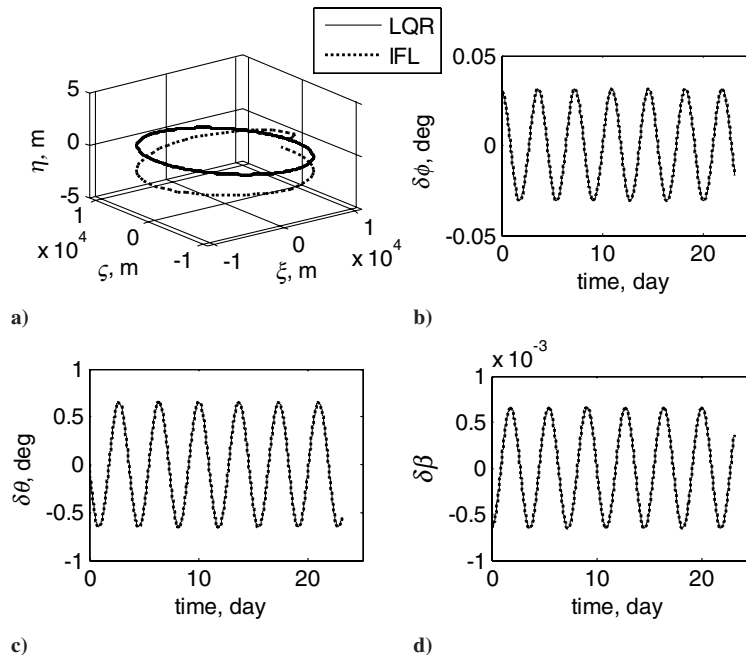 LQR
IFL
5
0
-5
η, m
1
0
-1
x 10^4
ς, m
-1
0
1
x 10^4
ξ, m
a)
0.05
0
-0.05
δϕ, deg
0
10
20
time, day
b)
1
0.5
0
-0.5
-1
δθ, deg
0
10
20
time, day
c)
x 10^-3
1
0.5
0
-0.5
-1
δβ
0
10
20
time, day
d)